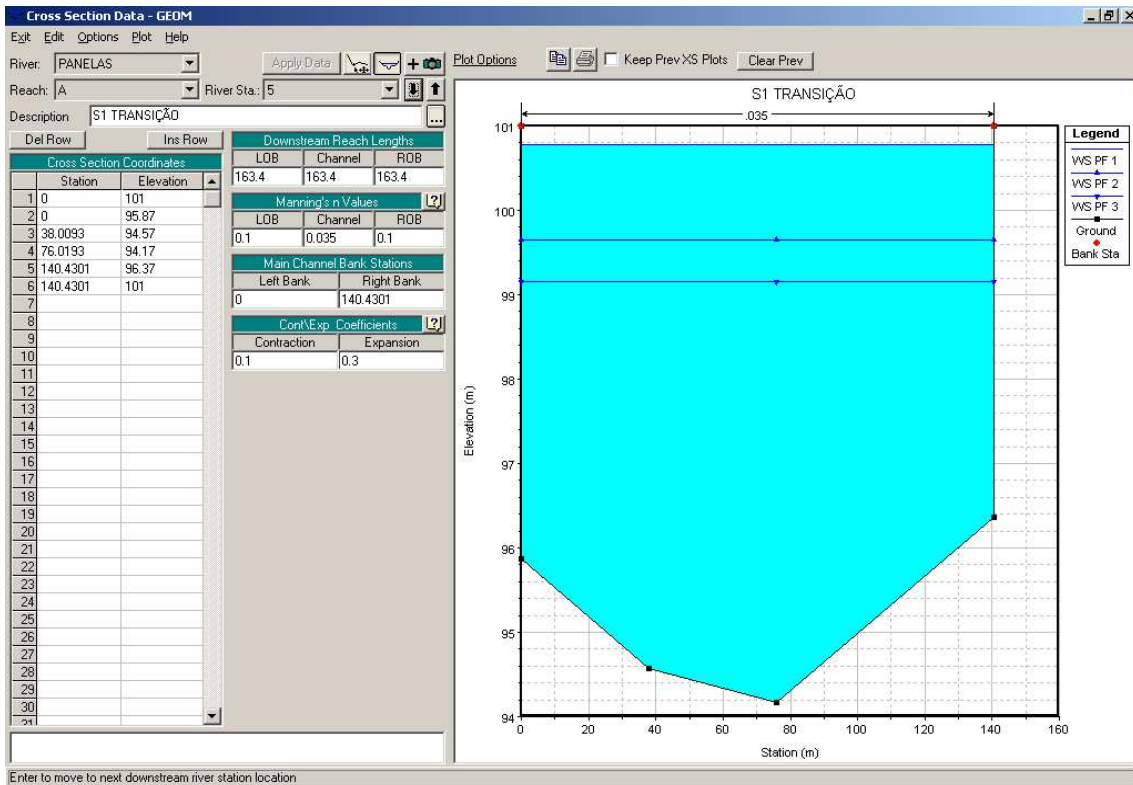 Cross Section Data - GEOM
Exit Edit Options Plot Help
River: PANELAS
Apply Data
Plot Options
Keep Prev XS Plots
Clear Prev
Reach: A
River Sta.: 5
Description S1 TRANSIÇÃO
...
Del Row
Ins Row
Cross Section Coordinates
Station Elevation
1 0 101
2 0 95.87
3 38.0093 94.57
4 76.0193 94.17
5 140.4301 96.37
6 140.4301 101
7
8
9
10
11
12
13
14
15
16
17
18
19
20
21
22
23
24
25
26
27
28
29
30
31
Downstream Reach Lengths
LOB Channel ROB
163.4 163.4 163.4
Manning's n Values
LOB Channel ROB
0.1 0.035 0.1
Main Channel Bank Stations
Left Bank Right Bank
0 140.4301
Cont\Exp Coefficients
Contraction Expansion
0.1 0.3
S1 TRANSIÇÃO
.035
101
100
99
98
97
96
95
94
Elevation (m)
0 20 40 60 80 100 120 140 160
Station (m)
Legend
WS PF 1
WS PF 2
WS PF 3
Ground
Bank Sta
Enter to move to next downstream river station location